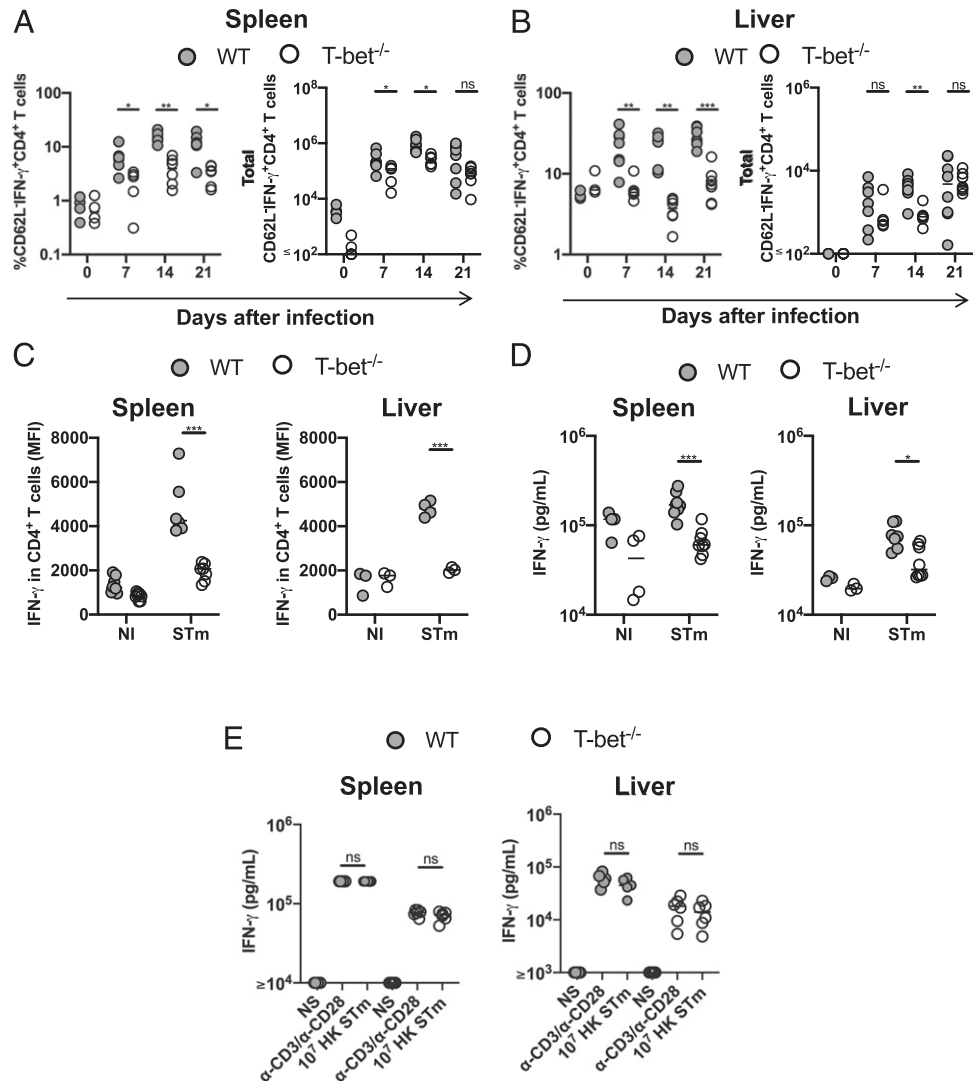 A
Spleen
WT
T-bet-/-
%CD62L-IFN-γ+CD4+ T cells
100
10
1
0.1
0
7
14
21
*
**
*
Total
CD62L-IFN-γ+CD4+ T cells
10^8
10^6
10^4
≤ 10^2
0
7
14
21
*
*
ns
Days after infection
B
Liver
WT
T-bet-/-
%CD62L-IFN-γ+CD4+ T cells
100
10
1
0
7
14
21
**
**
***
Total
CD62L-IFN-γ+CD4+ T cells
10^6
10^4
≤ 10^2
0
7
14
21
ns
**
ns
Days after infection
C
WT
T-bet-/-
Spleen
IFN-γ in CD4+ T cells (MFI)
8000
6000
4000
2000
0
NI
STm
***
Liver
IFN-γ in CD4+ T cells (MFI)
8000
6000
4000
2000
0
NI
STm
***
D
WT
T-bet-/-
Spleen
IFN-γ (pg/mL)
10^6
10^5
10^4
NI
STm
***
Liver
IFN-γ (pg/mL)
10^6
10^5
10^4
NI
STm
*
E
WT
T-bet-/-
Spleen
IFN-γ (pg/mL)
10^6
10^5
≥ 10^4
ns
ns
NS
α-CD3/α-CD28
10^7 HK STm
NS
α-CD3/α-CD28
10^7 HK STm
Liver
IFN-γ (pg/mL)
10^6
10^5
10^4
≥ 10^3
ns
ns
NS
α-CD3/α-CD28
10^7 HK STm
NS
α-CD3/α-CD28
10^7 HK STm